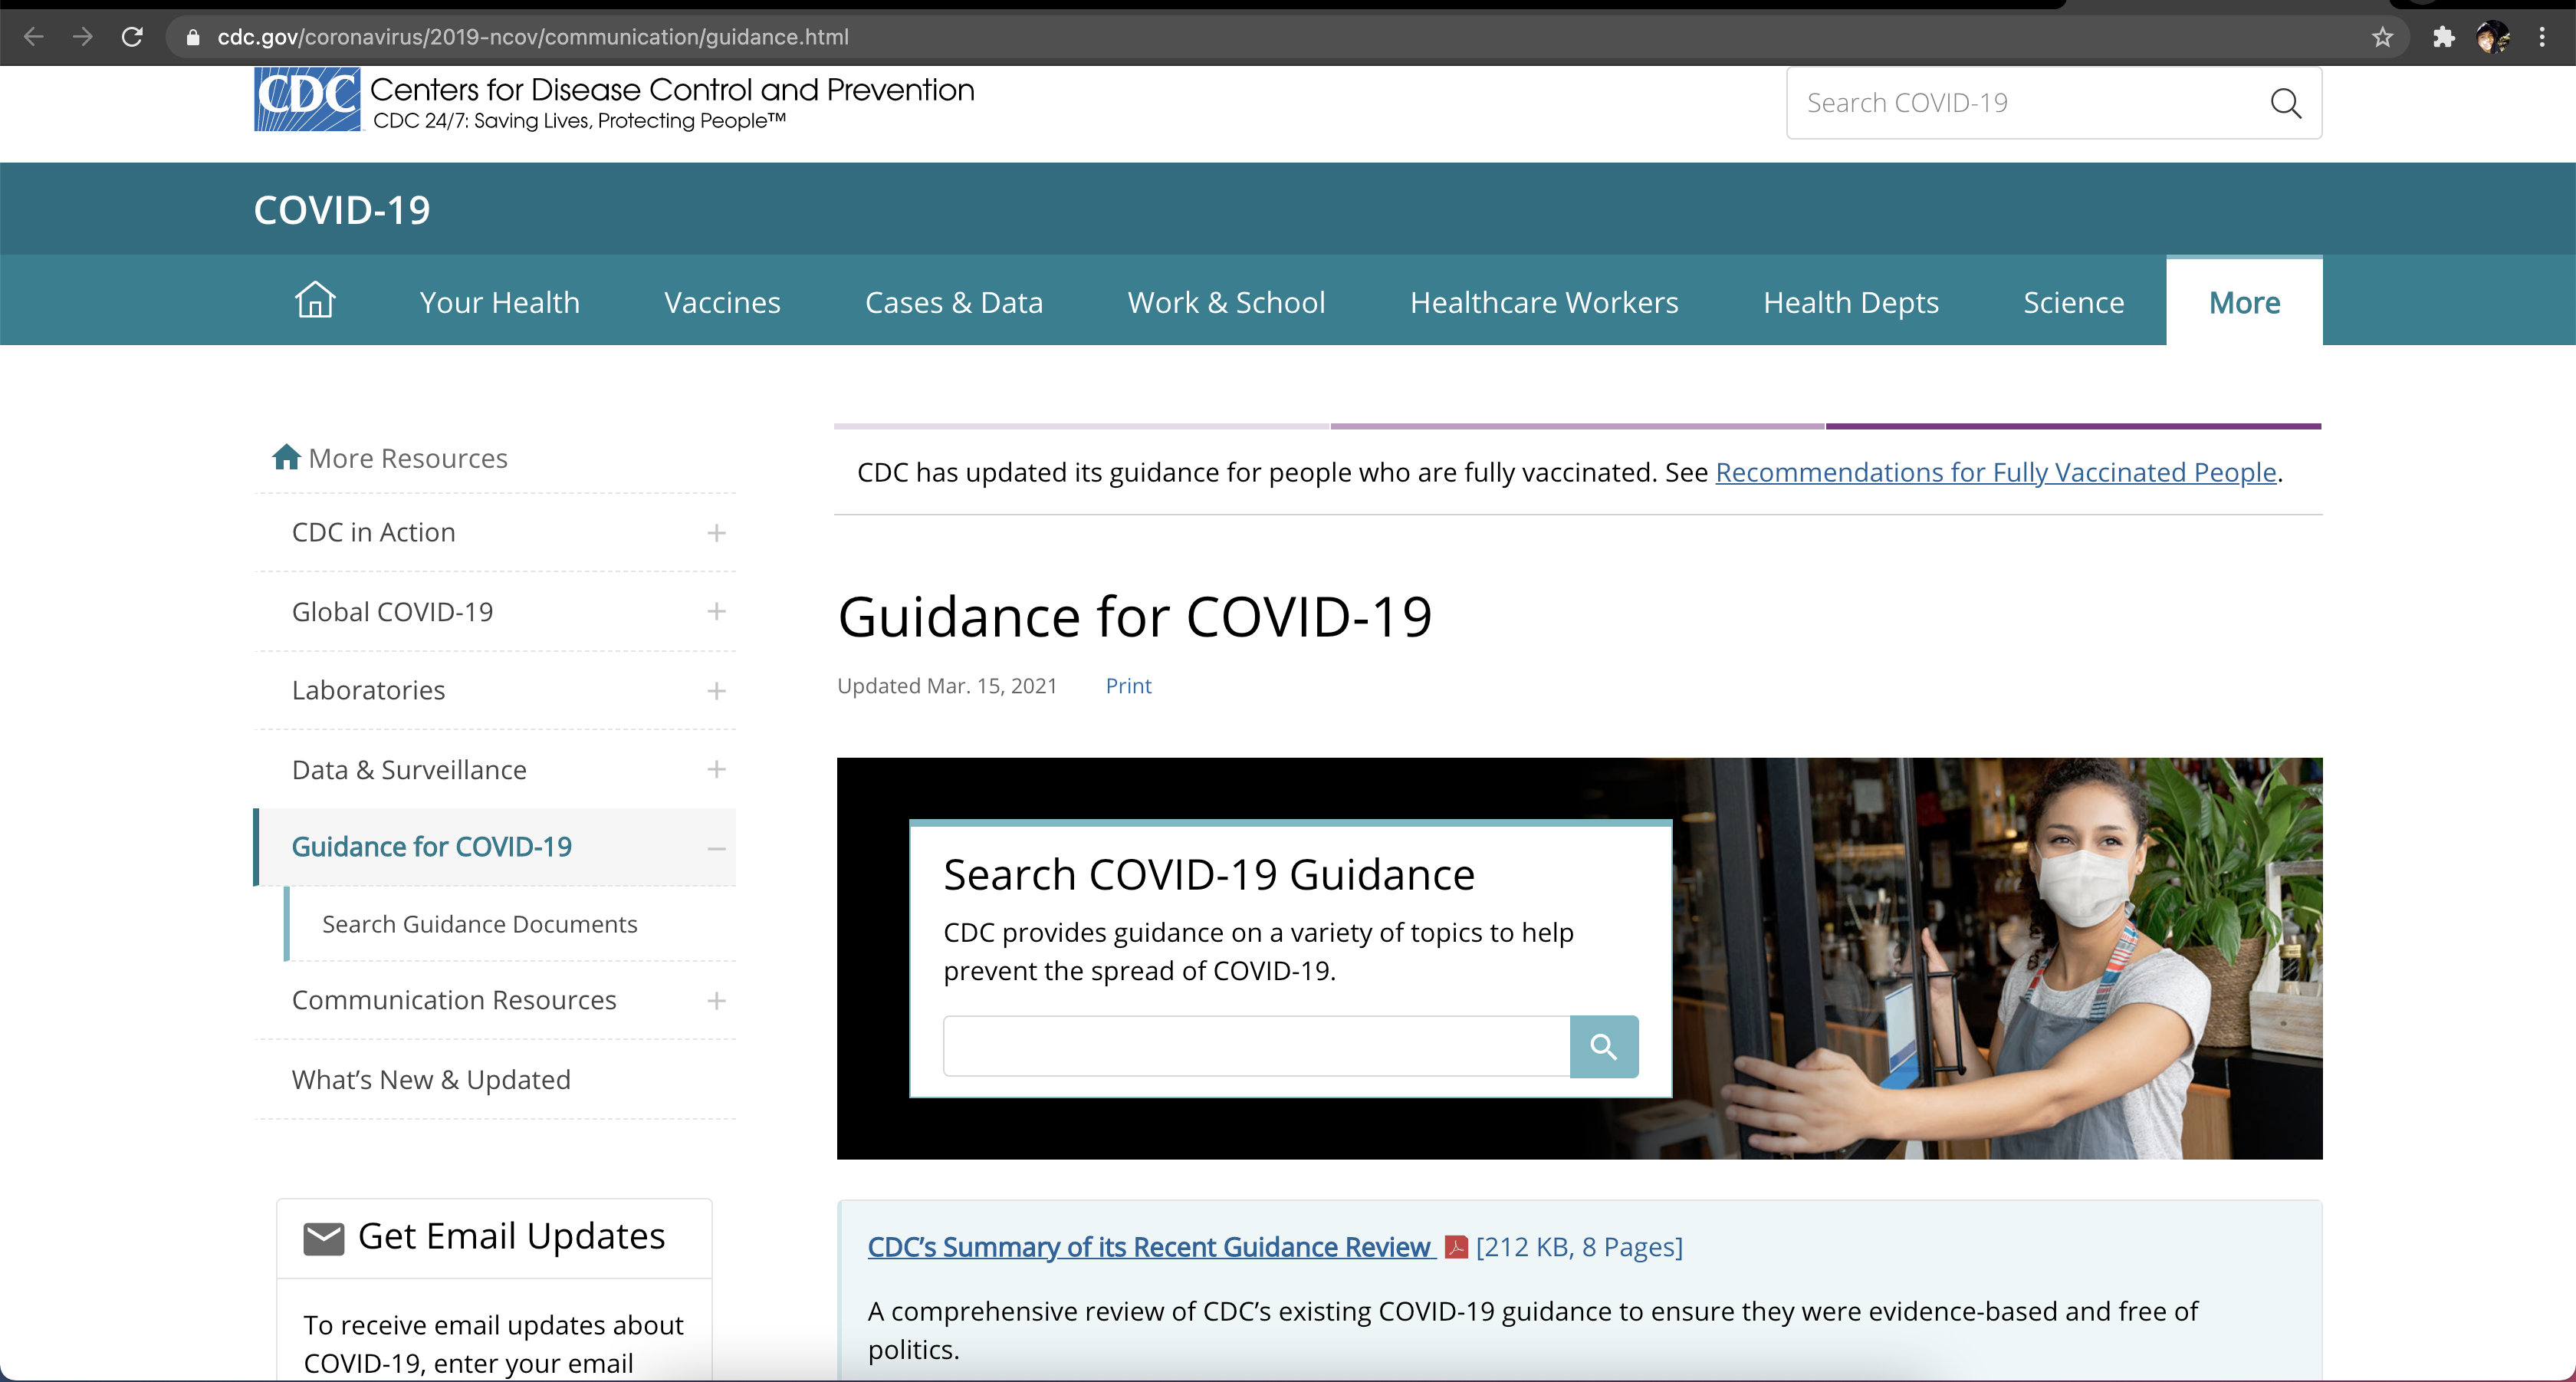 cdc.gov/coronavirus/2019-ncov/communication/guidance.html
CDC
Centers for Disease Control and Prevention
CDC 24/7: Saving Lives, Protecting People™
Search COVID-19
COVID-19
Your Health
Vaccines
Cases & Data
Work & School
Healthcare Workers
Health Depts
Science
More
More Resources
CDC in Action
Global COVID-19
Laboratories
Data & Surveillance
Guidance for COVID-19
Search Guidance Documents
Communication Resources
What’s New & Updated
Get Email Updates
To receive email updates about
COVID-19, enter your email
CDC has updated its guidance for people who are fully vaccinated. See Recommendations for Fully Vaccinated People.
Guidance for COVID-19
Updated Mar. 15, 2021
Print
Search COVID-19 Guidance
CDC provides guidance on a variety of topics to help
prevent the spread of COVID-19.
CDC’s Summary of its Recent Guidance Review [212 KB, 8 Pages]
A comprehensive review of CDC’s existing COVID-19 guidance to ensure they were evidence-based and free of
politics.